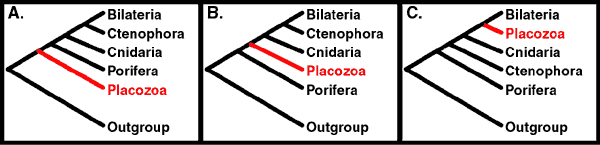 A.
Bilateria
Ctenophora
Cnidaria
Porifera
Placozoa
Outgroup
B.
Bilateria
Ctenophora
Cnidaria
Placozoa
Porifera
Outgroup
C.
Bilateria
Placozoa
Cnidaria
Ctenophora
Porifera
Outgroup